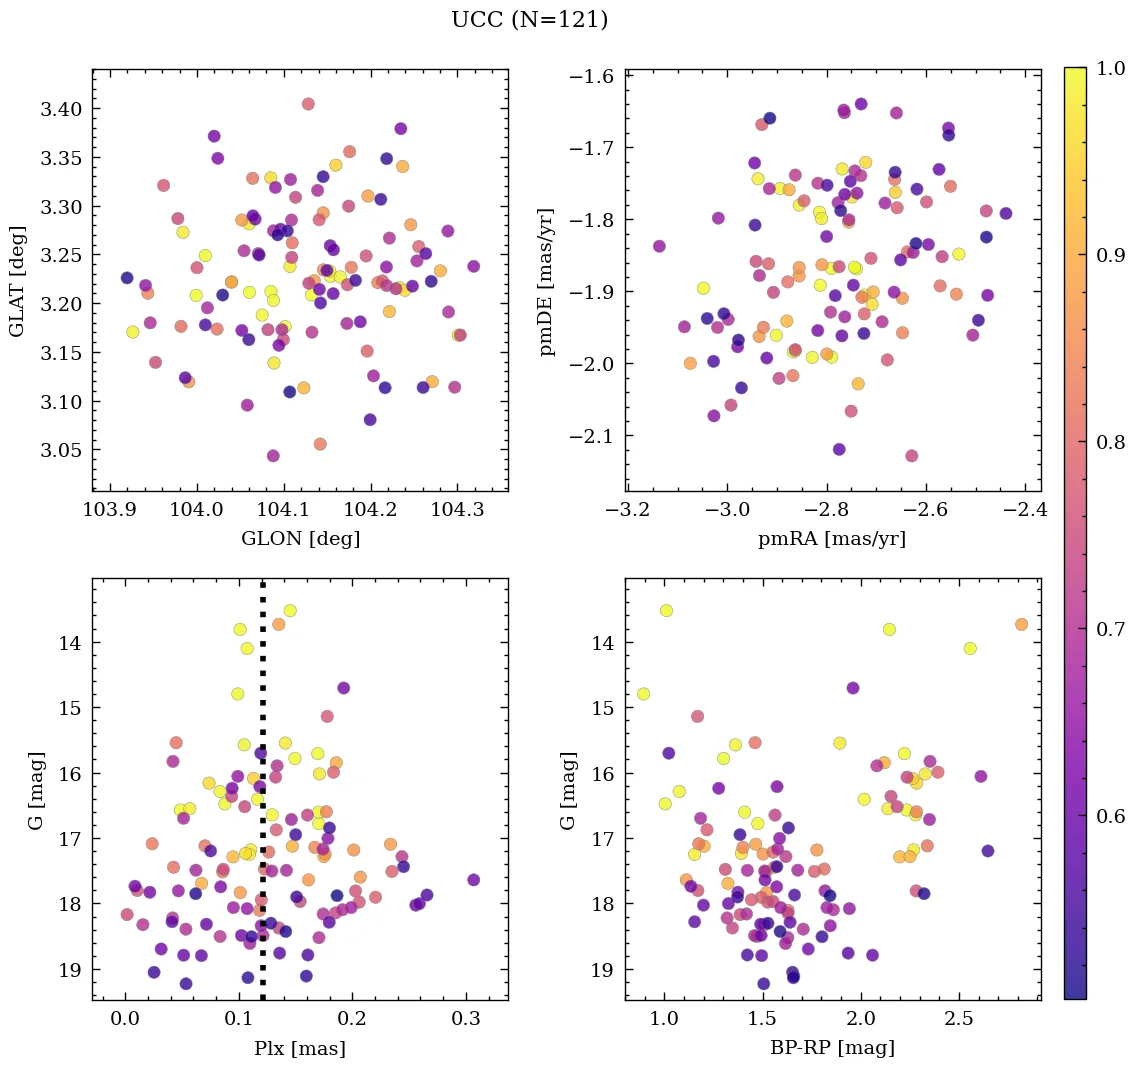 UCC (N=121)
3.40
3.35
3.30
3.25
3.20
3.15
3.10
3.05
GLAT [deg]
103.9 104.0 104.1 104.2 104.3
GLON [deg]
−1.6
−1.7
−1.8
−1.9
−2.0
−2.1
pmDE [mas/yr]
−3.2 −3.0 −2.8 −2.6 −2.4
pmRA [mas/yr]
14
15
16
17
18
19
G [mag]
0.0 0.1 0.2 0.3
Plx [mas]
14
15
16
17
18
19
G [mag]
1.0 1.5 2.0 2.5
BP-RP [mag]
1.0
0.9
0.8
0.7
0.6